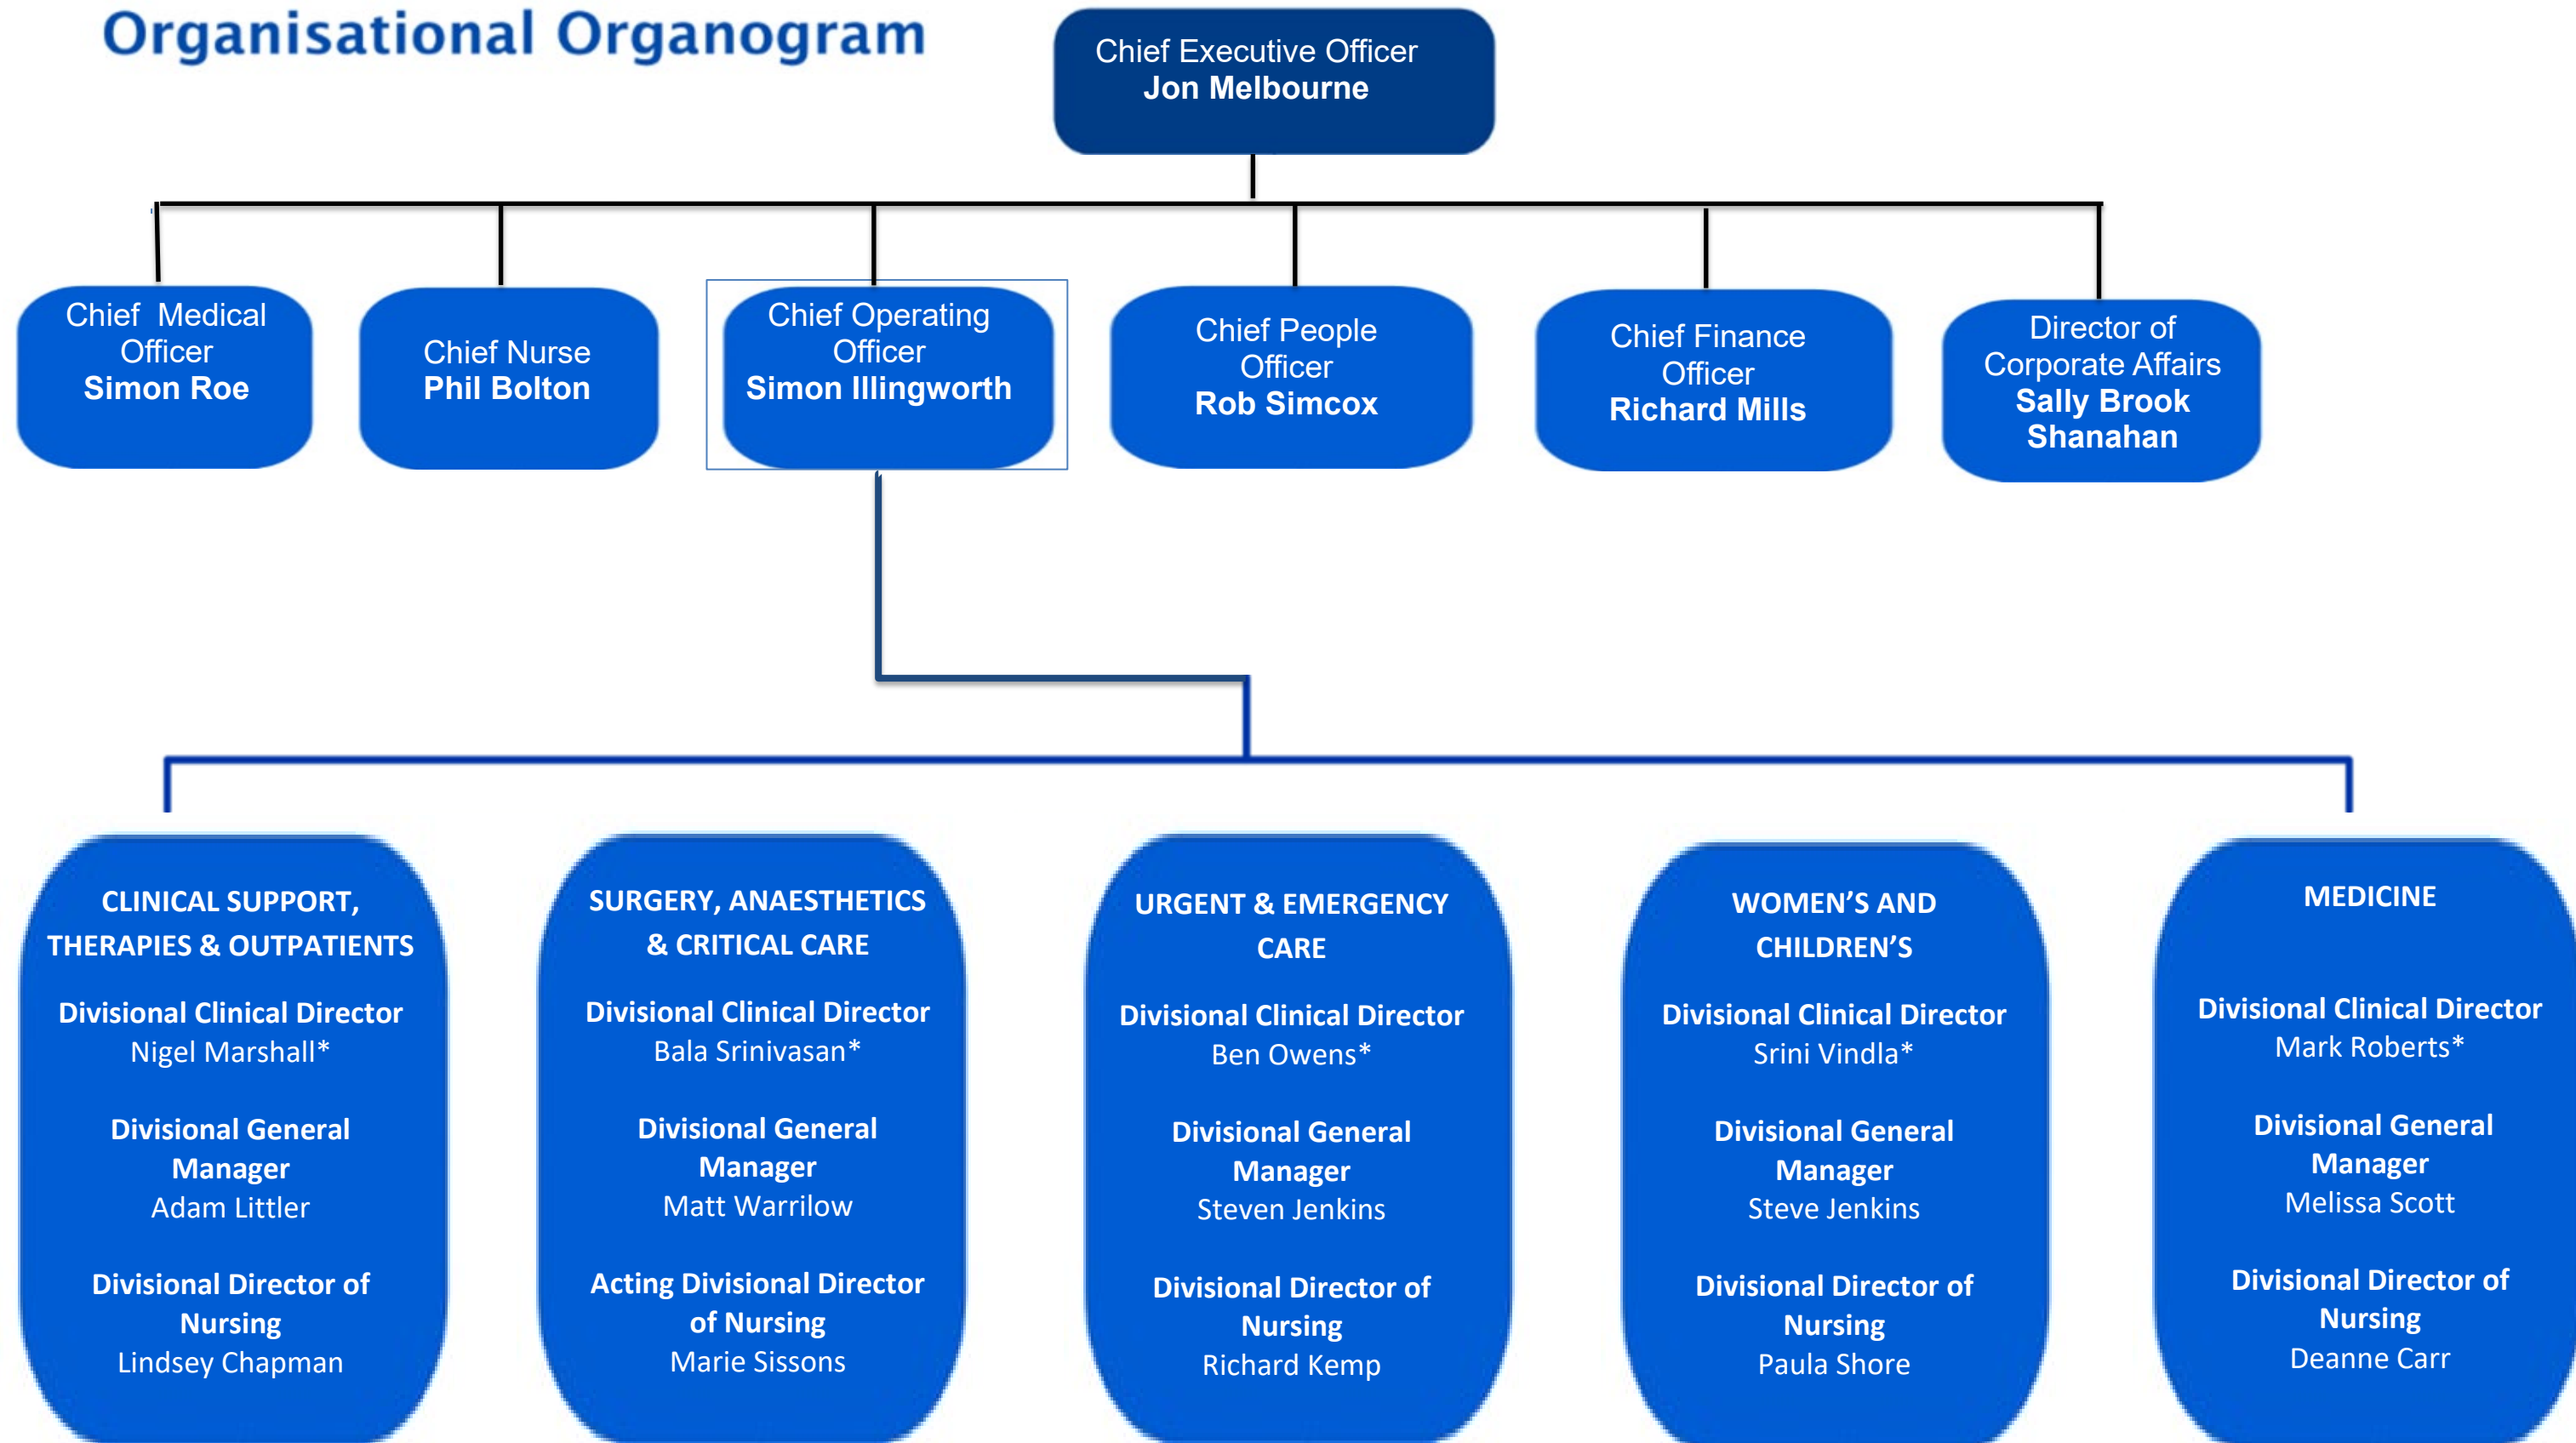 Organisational Organogram
Chief Executive Officer
Jon Melbourne
Chief Medical
Officer
Simon Roe
Chief Nurse
Phil Bolton
Chief Operating
Officer
Simon Illingworth
Chief People
Officer
Rob Simcox
Chief Finance
Officer
Richard Mills
Director of
Corporate Affairs
Sally Brook
Shanahan
CLINICAL SUPPORT,
THERAPIES & OUTPATIENTS
Divisional Clinical Director
Nigel Marshall*
Divisional General
Manager
Adam Littler
Divisional Director of
Nursing
Lindsey Chapman
SURGERY, ANAESTHETICS
& CRITICAL CARE
Divisional Clinical Director
Bala Srinivasan*
Divisional General
Manager
Matt Warrilow
Acting Divisional Director
of Nursing
Marie Sissons
URGENT & EMERGENCY
CARE
Divisional Clinical Director
Ben Owens*
Divisional General
Manager
Steven Jenkins
Divisional Director of
Nursing
Richard Kemp
WOMEN’S AND
CHILDREN’S
Divisional Clinical Director
Srini Vindla*
Divisional General
Manager
Steve Jenkins
Divisional Director of
Nursing
Paula Shore
MEDICINE
Divisional Clinical Director
Mark Roberts*
Divisional General
Manager
Melissa Scott
Divisional Director of
Nursing
Deanne Carr